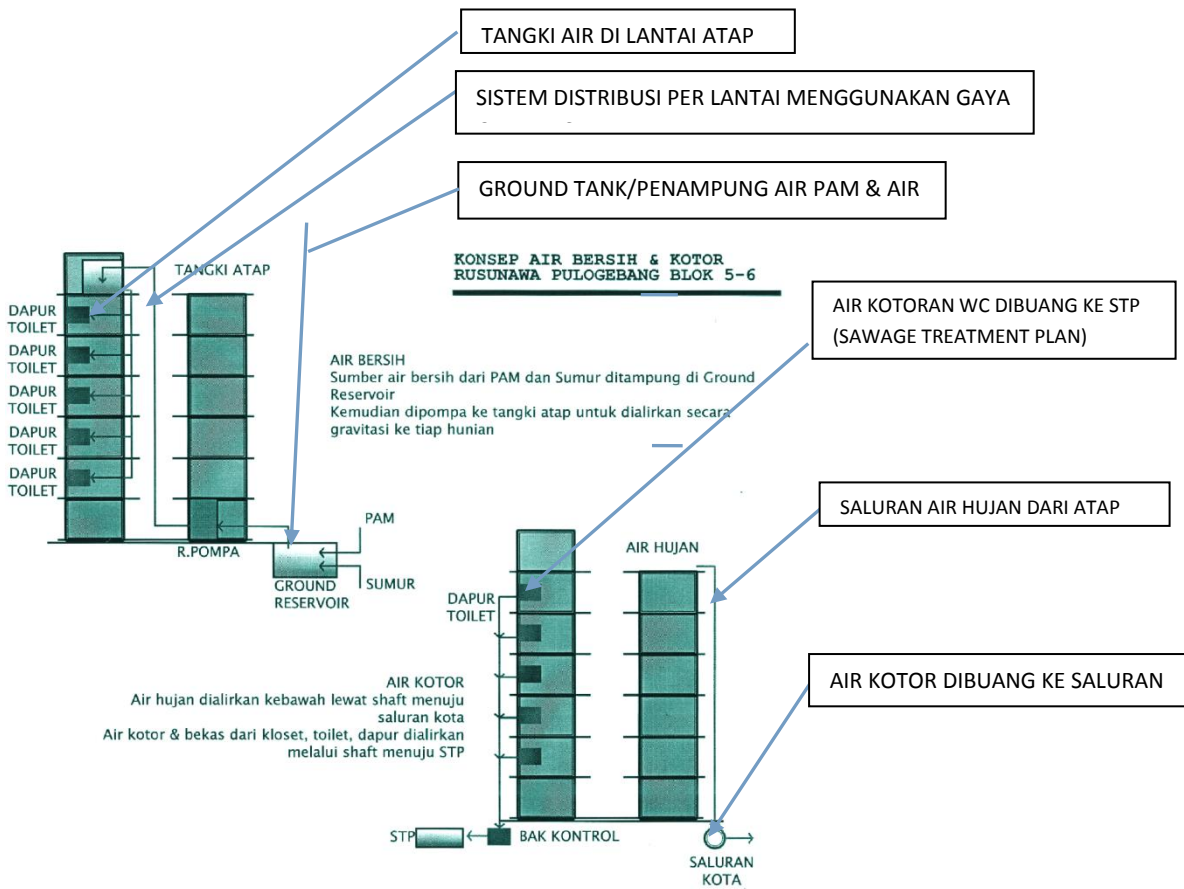 TANGKI AIR DI LANTAI ATAP
SISTEM DISTRIBUSI PER LANTAI MENGGUNAKAN GAYA
GROUND TANK/PENAMPUNG AIR PAM & AIR
KONSEP AIR BERSIH & KOTOR
RUSUNAWA PULOGEBANG BLOK 5-6
TANGKI ATAP
DAPUR
TOILET
DAPUR
TOILET
DAPUR
TOILET
DAPUR
TOILET
DAPUR
TOILET
AIR BERSIH
Sumber air bersih dari PAM dan Sumur ditampung di Ground
Reservoir
Kemudian dipompa ke tangki atap untuk dialirkan secara
gravitasi ke tiap hunian
AIR KOTORAN WC DIBUANG KE STP
(SAWAGE TREATMENT PLAN)
PAM
R.POMPA
GROUND
RESERVOIR
SUMUR
SALURAN AIR HUJAN DARI ATAP
AIR HUJAN
DAPUR
TOILET
AIR KOTOR
Air hujan dialirkan kebawah lewat shaft menuju
saluran kota
Air kotor & bekas dari kloset, toilet, dapur dialirkan
melalui shaft menuju STP
AIR KOTOR DIBUANG KE SALURAN
STP
BAK KONTROL
SALURAN
KOTA